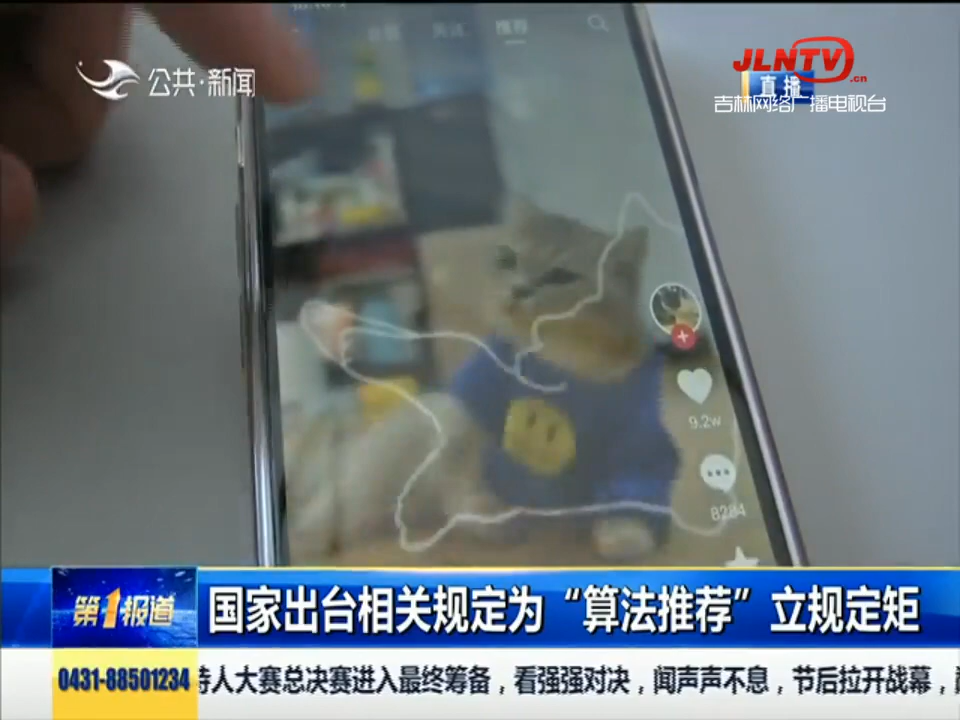 推荐
公共·新闻
JLNTV.cn
直播
吉林网络广播电视台
9.2w
8284
第1报道
国家出台相关规定为“算法推荐”立规定矩
0431-88501234
人大赛总决赛进入最终筹备，看强强对决，闻声声不息，节后拉开战幕，